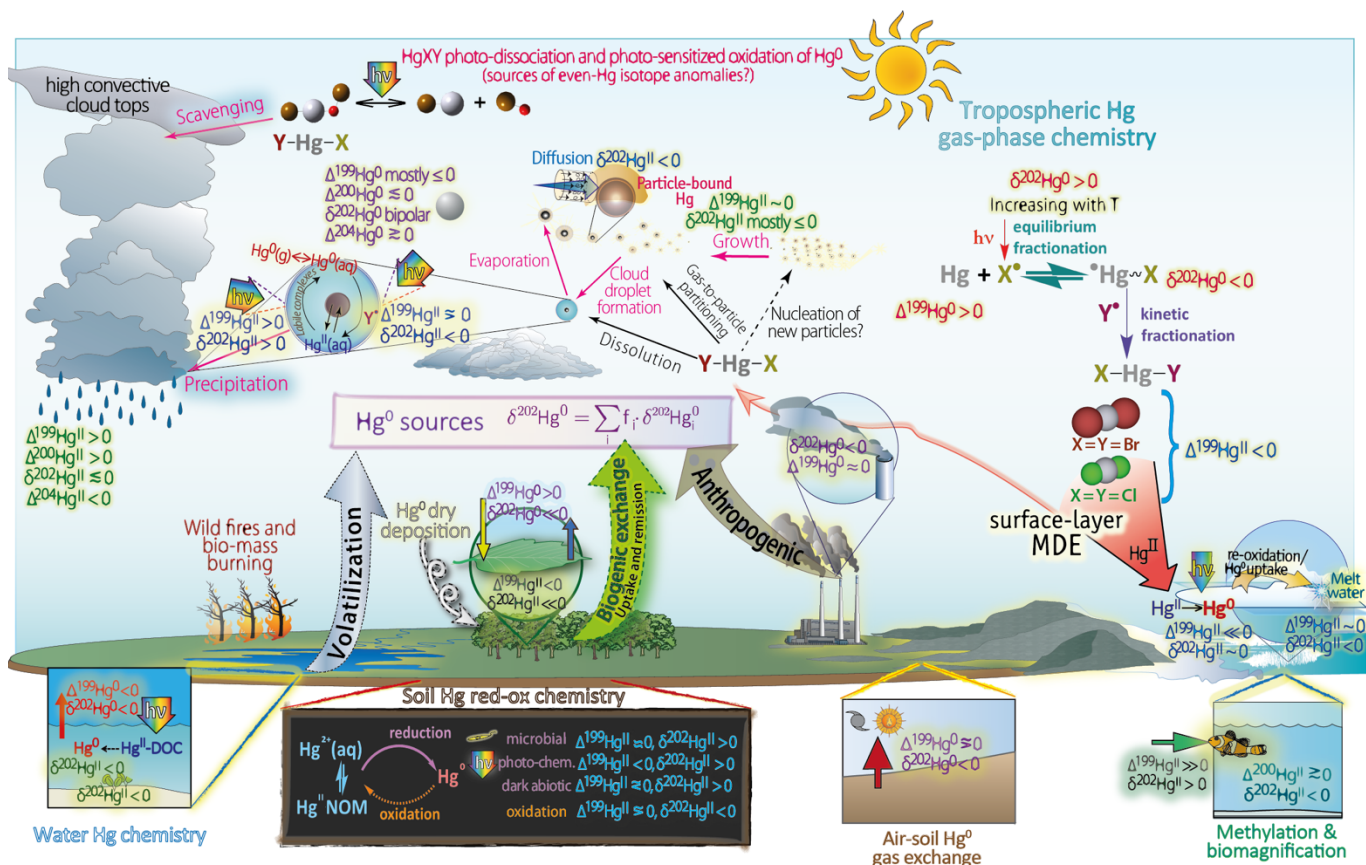 HgXY photo-dissociation and photo-sensitized oxidation of Hg⁰
(sources of even-Hg isotope anomalies?)
high convective
cloud tops
Scavenging
hν
+
Y-Hg-X
Tropospheric Hg
gas-phase chemistry
Diffusion
δ²⁰²Hgᴵᴵ < 0
Particle-bound
Hg
Δ¹⁹⁹Hgᴵᴵ ~ 0
δ²⁰²Hgᴵᴵ mostly ≤ 0
Growth
Δ¹⁹⁹Hg⁰ mostly ≤ 0
Δ²⁰⁰Hg⁰ ≲ 0
δ²⁰²Hg⁰ bipolar
Δ²⁰⁴Hg⁰ ≳ 0
δ²⁰²Hg⁰ > 0
Increasing with T
hν
equilibrium
fractionation
Hg + X•
•Hg~X
δ²⁰²Hg⁰ < 0
Δ¹⁹⁹Hg⁰ > 0
Y•
kinetic
fractionation
X-Hg-Y
X=Y=Br
X=Y=Cl
Δ¹⁹⁹Hgᴵᴵ < 0
Hg⁰(g)↔Hg⁰(aq)
hν
hν
Labile complexes
Y•
Hgᴵᴵ(aq)
Δ¹⁹⁹Hgᴵᴵ > 0
δ²⁰²Hgᴵᴵ > 0
Δ¹⁹⁹Hgᴵᴵ ≶ 0
δ²⁰²Hgᴵᴵ < 0
Evaporation
Cloud
droplet
formation
Gas-to-particle
partitioning
Nucleation of
new particles?
Dissolution
Y-Hg-X
Precipitation
Δ¹⁹⁹Hgᴵᴵ > 0
Δ²⁰⁰Hgᴵᴵ > 0
δ²⁰²Hgᴵᴵ ≶ 0
Δ²⁰⁴Hgᴵᴵ < 0
Hg⁰ sources δ²⁰²Hg⁰ = ∑ᵢ fᵢ·δ²⁰²Hgᵢ⁰
δ²⁰²Hg⁰ < 0
Δ¹⁹⁹Hg⁰ ≈ 0
Wild fires and
bio-mass
burning
Volatilization
Hg⁰ dry
deposition
Δ¹⁹⁹Hg⁰ > 0
δ²⁰²Hg⁰ ≪ 0
Δ¹⁹⁹Hgᴵᴵ < 0
δ²⁰²Hgᴵᴵ ≪ 0
Biogenic exchange
Uptake and remission
Anthropogenic
surface-layer
MDE
Hgᴵᴵ
hν
re-oxidation/
Hg⁰uptake
Melt
water
Hgᴵᴵ→Hg⁰
Δ¹⁹⁹Hgᴵᴵ ≪ 0
δ²⁰²Hgᴵᴵ ~ 0
Δ¹⁹⁹Hgᴵᴵ ~ 0
δ²⁰²Hgᴵᴵ < 0
Δ¹⁹⁹Hg⁰ < 0
δ²⁰²Hg⁰ < 0
hν
Hg⁰ ⇠ Hgᴵᴵ-DOC
δ²⁰²Hgᴵᴵ < 0
δ²⁰²Hgᴵᴵ < 0
Water Hg chemistry
Soil Hg red-ox chemistry
Hg²⁺(aq)
reduction
Hg⁰
hν
Hgᴵᴵ NOM
oxidation
microbial Δ¹⁹⁹Hgᴵᴵ ≶ 0, δ²⁰²Hgᴵᴵ > 0
photo-chem. Δ¹⁹⁹Hgᴵᴵ < 0, δ²⁰²Hgᴵᴵ > 0
dark abiotic Δ¹⁹⁹Hgᴵᴵ ≷ 0, δ²⁰²Hgᴵᴵ > 0
oxidation Δ¹⁹⁹Hgᴵᴵ ≶ 0, δ²⁰²Hgᴵᴵ < 0
Δ¹⁹⁹Hg⁰ ≶ 0
δ²⁰²Hg⁰ < 0
Air-soil Hg⁰
gas exchange
Δ¹⁹⁹Hgᴵᴵ ≫ 0
δ²⁰²Hgᴵᴵ > 0
Δ²⁰⁰Hgᴵᴵ ≳ 0
δ²⁰²Hgᴵᴵ < 0
Methylation &
biomagnification